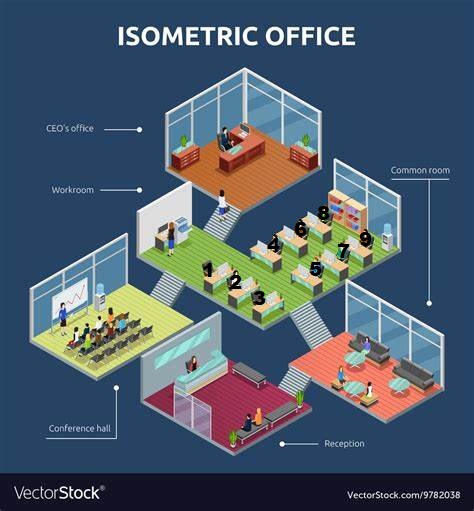 ISOMETRIC OFFICE
CEO's office
Workroom
Common room
1
2
3
4
5
6
7
8
9
Conference hall
Reception
VectorStock®
VectorStock.com/9782038